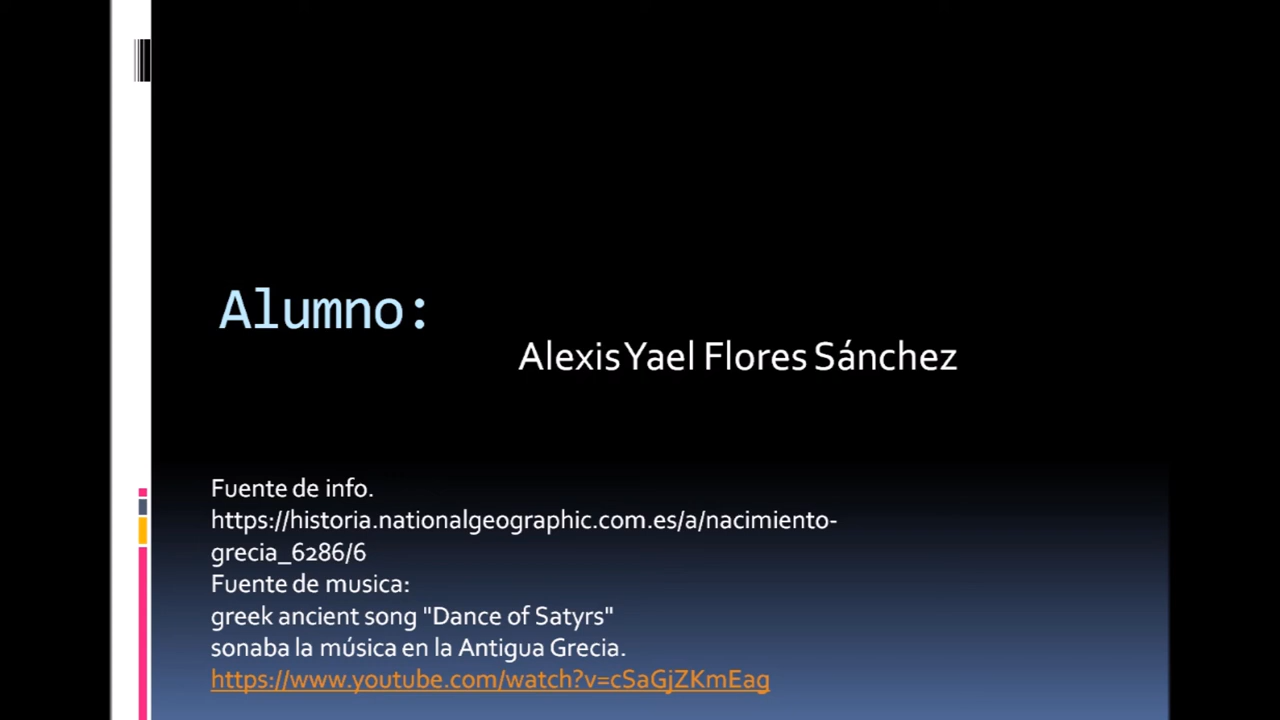 Alumno:
Alexis Yael Flores Sánchez
Fuente de info.
https://historia.nationalgeographic.com.es/a/nacimiento-
grecia_6286/6
Fuente de musica:
greek ancient song "Dance of Satyrs"
sonaba la música en la Antigua Grecia.
https://www.youtube.com/watch?v=cSaGjZKmEag